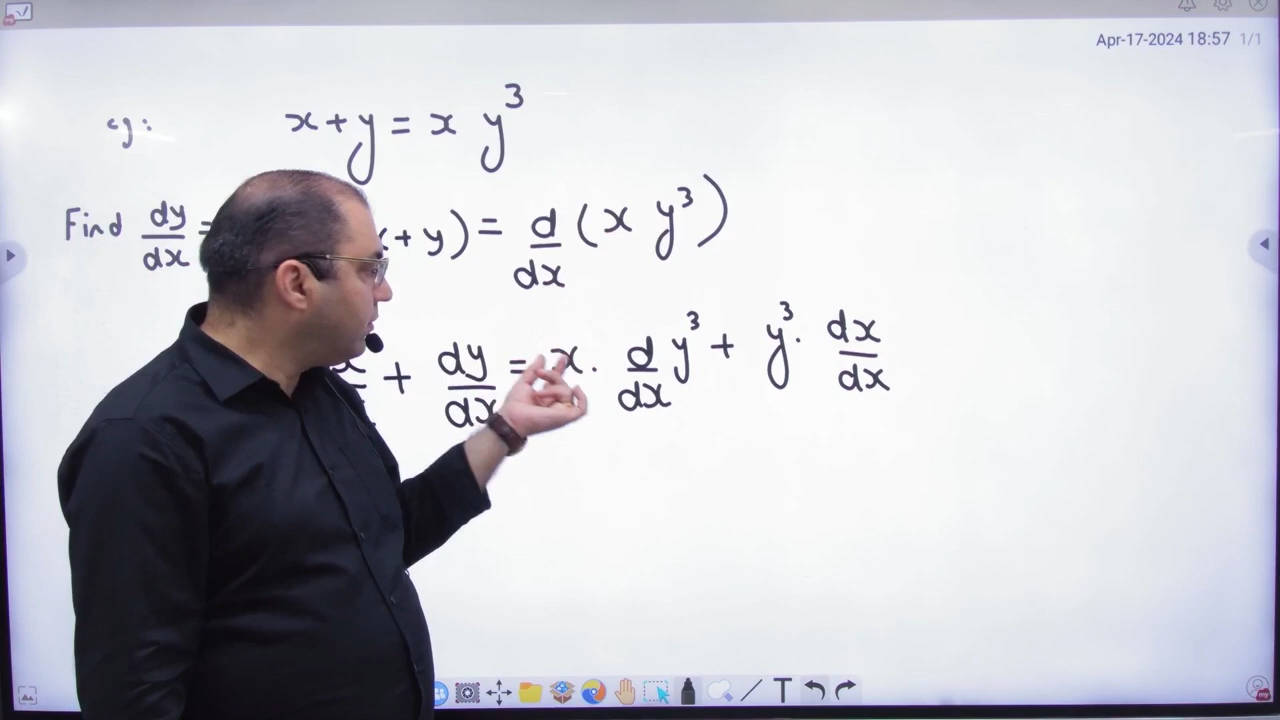 Apr-17-2024 18:57 1/1
eg: x+y = x y³
Find dy/dx = x + y) = d/dx (x y³)
x + dy/dx = x · d/dx y³ + y³ · dx/dx
T